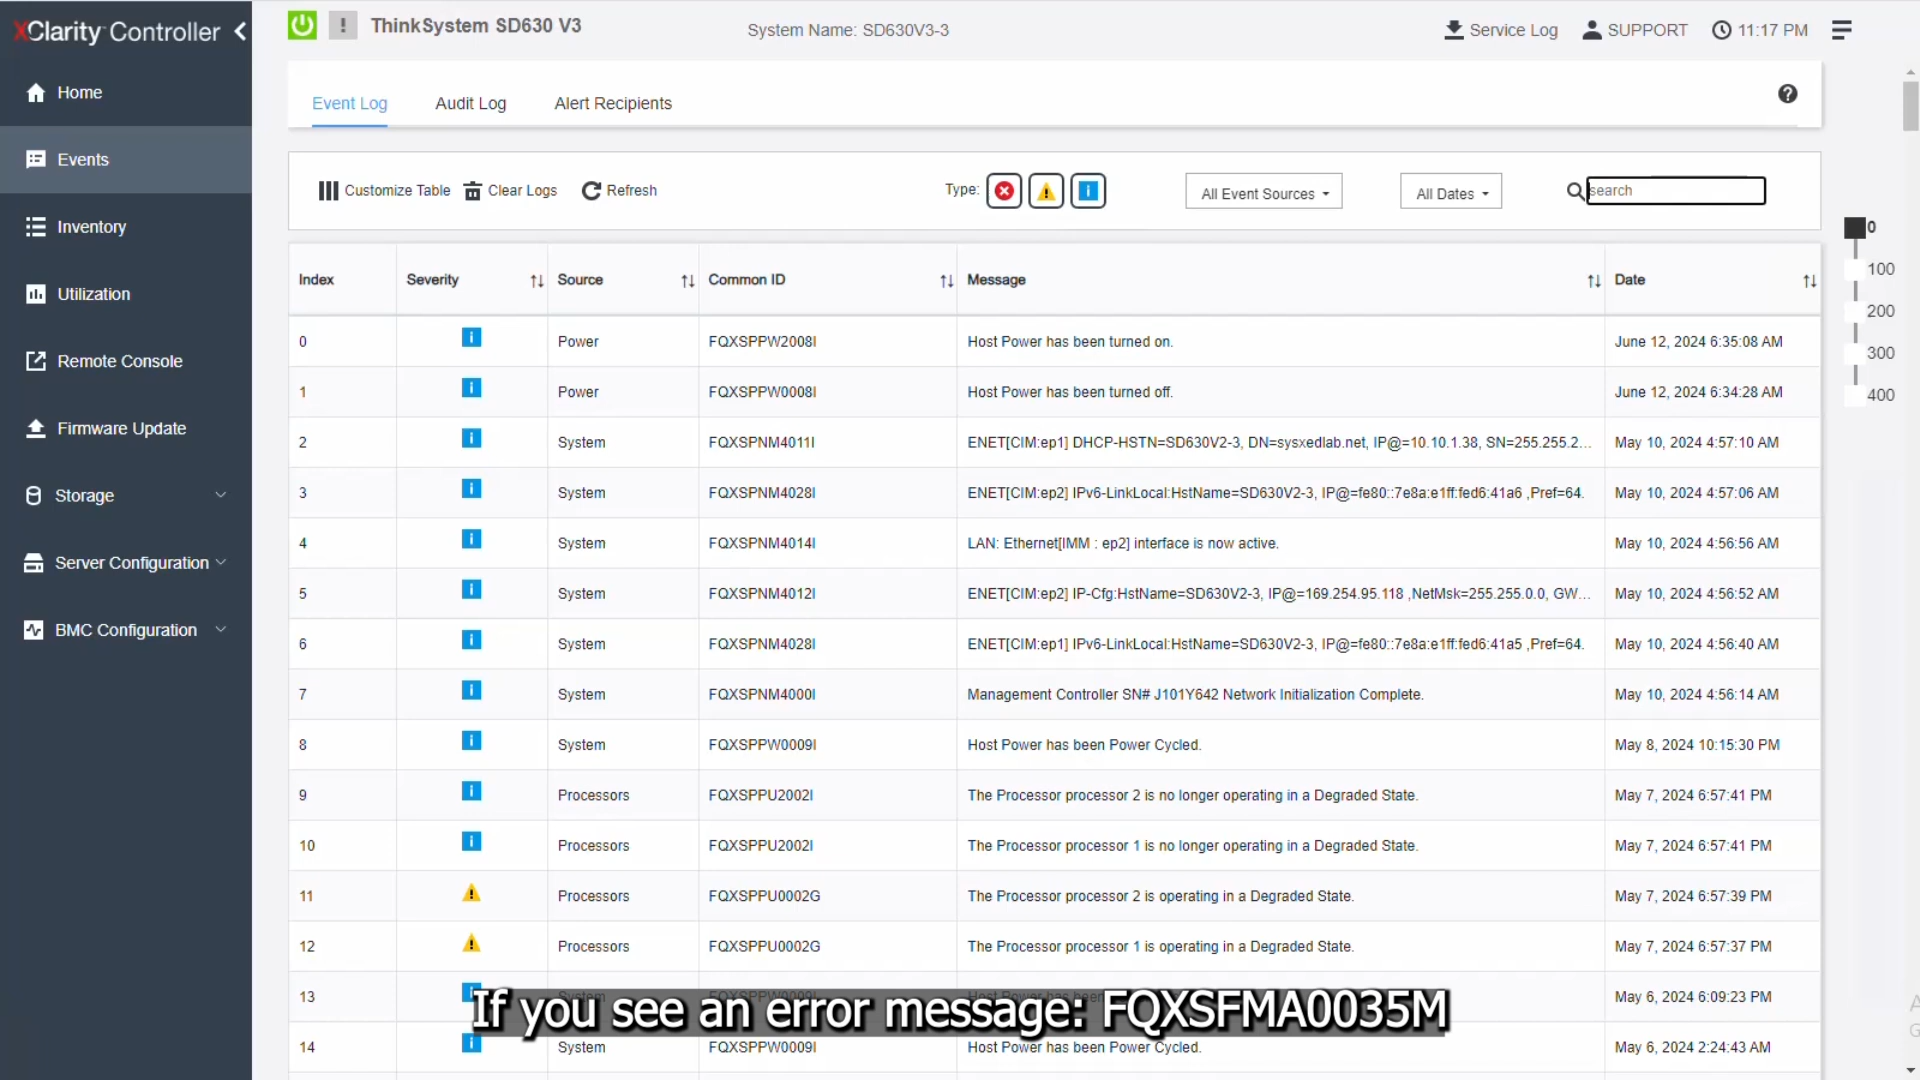 XClarity Controller
ThinkSystem SD630 V3
System Name: SD630V3-3
Service Log
SUPPORT
11:17 PM
Home
Events
Inventory
Utilization
Remote Console
Firmware Update
Storage
Server Configuration
BMC Configuration
Event Log
Audit Log
Alert Recipients
Customize Table
Clear Logs
Refresh
Type:
All Event Sources
All Dates
search
0
100
200
300
400
Index Severity Source Common ID Message Date
0 Power FQXSPPW2008I Host Power has been turned on. June 12, 2024 6:35:08 AM
1 Power FQXSPPW0008I Host Power has been turned off. June 12, 2024 6:34:28 AM
2 System FQXSPNM4011I ENET[CIM:ep1] DHCP-HSTN=SD630V2-3, DN=sysxedlab.net, IP@=10.10.1.38, SN=255.255.2... May 10, 2024 4:57:10 AM
3 System FQXSPNM4028I ENET[CIM:ep2] IPv6-LinkLocal:HstName=SD630V2-3, IP@=fe80::7e8a:e1ff:fed6:41a6 ,Pref=64. May 10, 2024 4:57:06 AM
4 System FQXSPNM4014I LAN: Ethernet[IMM : ep2] interface is now active. May 10, 2024 4:56:56 AM
5 System FQXSPNM4012I ENET[CIM:ep2] IP-Cfg:HstName=SD630V2-3, IP@=169.254.95.118 ,NetMsk=255.255.0.0, GW... May 10, 2024 4:56:52 AM
6 System FQXSPNM4028I ENET[CIM:ep1] IPv6-LinkLocal:HstName=SD630V2-3, IP@=fe80::7e8a:e1ff:fed6:41a5 ,Pref=64. May 10, 2024 4:56:40 AM
7 System FQXSPNM4000I Management Controller SN# J101Y642 Network Initialization Complete. May 10, 2024 4:56:14 AM
8 System FQXSPPW0009I Host Power has been Power Cycled. May 8, 2024 10:15:30 PM
9 Processors FQXSPPU2002I The Processor processor 2 is no longer operating in a Degraded State. May 7, 2024 6:57:41 PM
10 Processors FQXSPPU2002I The Processor processor 1 is no longer operating in a Degraded State. May 7, 2024 6:57:41 PM
11 Processors FQXSPPU0002G The Processor processor 2 is operating in a Degraded State. May 7, 2024 6:57:39 PM
12 Processors FQXSPPU0002G The Processor processor 1 is operating in a Degraded State. May 7, 2024 6:57:37 PM
13 System FQXSPPW0009I Host Power has been May 6, 2024 6:09:23 PM
If you see an error message: FQXSFMA0035M
14 System FQXSPPW0009I Host Power has been Power Cycled. May 6, 2024 2:24:43 AM